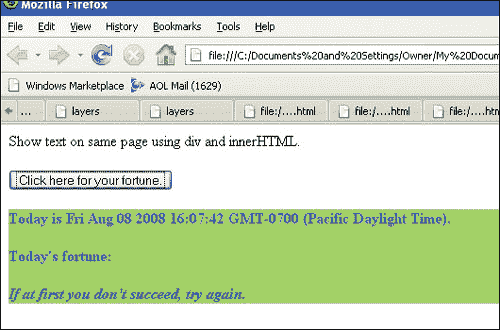 Mozilla Firefox
File Edit View History Bookmarks Tools Help
file:///C:/Documents%20and%20Settings/Owner/My%20Docum
Windows Marketplace AOL Mail (1629)
... layers layers file:/....html file:/....html file:/....h
Show text on same page using div and innerHTML.
Click here for your fortune.
Today is Fri Aug 08 2008 16:07:42 GMT-0700 (Pacific Daylight Time).
Today's fortune:
If at first you don't succeed, try again.